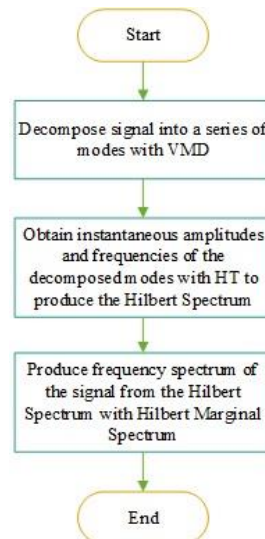 Start
Decompose signal into a series of
modes with VMD
Obtain instantaneous amplitudes
and frequencies of the
decomposed modes with HT to
produce the Hilbert Spectrum
Produce frequency spectrum of
the signal from the Hilbert
Spectrum with Hilbert Marginal
Spectrum
End